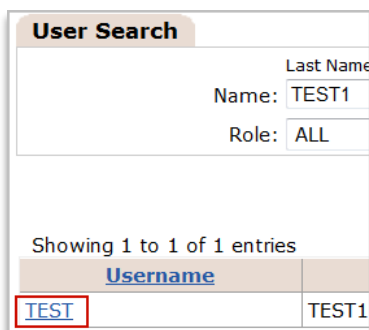 User Search
Last Name
Name: TEST1
Role: ALL
Showing 1 to 1 of 1 entries
Username
TEST TEST1